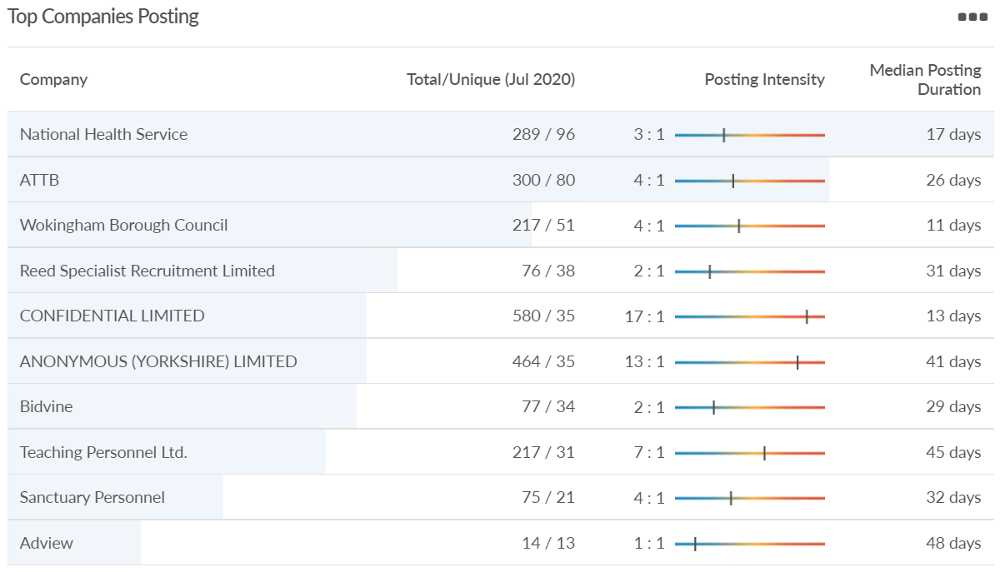 Top Companies Posting
Company Total/Unique (Jul 2020) Posting Intensity Median Posting Duration
National Health Service 289 / 96 3 : 1 17 days
ATTB 300 / 80 4 : 1 26 days
Wokingham Borough Council 217 / 51 4 : 1 11 days
Reed Specialist Recruitment Limited 76 / 38 2 : 1 31 days
CONFIDENTIAL LIMITED 580 / 35 17 : 1 13 days
ANONYMOUS (YORKSHIRE) LIMITED 464 / 35 13 : 1 41 days
Bidvine 77 / 34 2 : 1 29 days
Teaching Personnel Ltd. 217 / 31 7 : 1 45 days
Sanctuary Personnel 75 / 21 4 : 1 32 days
Adview 14 / 13 1 : 1 48 days